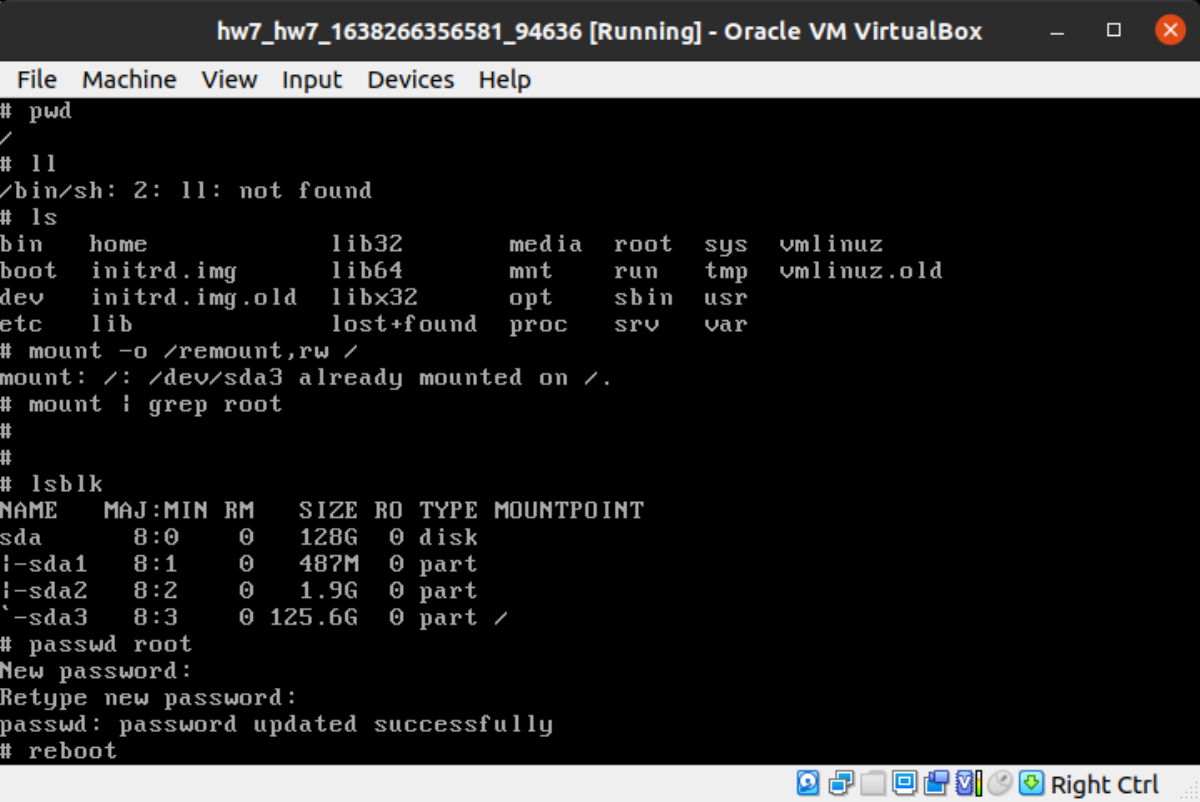 hw7_hw7_1638266356581_94636 [Running] - Oracle VM VirtualBox
File Machine View Input Devices Help
# pwd
/
# ll
/bin/sh: 2: ll: not found
# ls
bin   home            lib32       media  root  sys  vmlinuz
boot  initrd.img      lib64       mnt    run   tmp  vmlinuz.old
dev   initrd.img.old  libx32      opt    sbin  usr
etc   lib             lost+found  proc   srv   var
# mount -o /remount,rw /
mount: /: /dev/sda3 already mounted on /.
# mount | grep root
#
#
# lsblk
NAME   MAJ:MIN RM   SIZE RO TYPE MOUNTPOINT
sda      8:0    0   128G  0 disk
|-sda1   8:1    0   487M  0 part
|-sda2   8:2    0   1.9G  0 part
`-sda3   8:3    0 125.6G  0 part /
# passwd root
New password:
Retype new password:
passwd: password updated successfully
# reboot
Right Ctrl